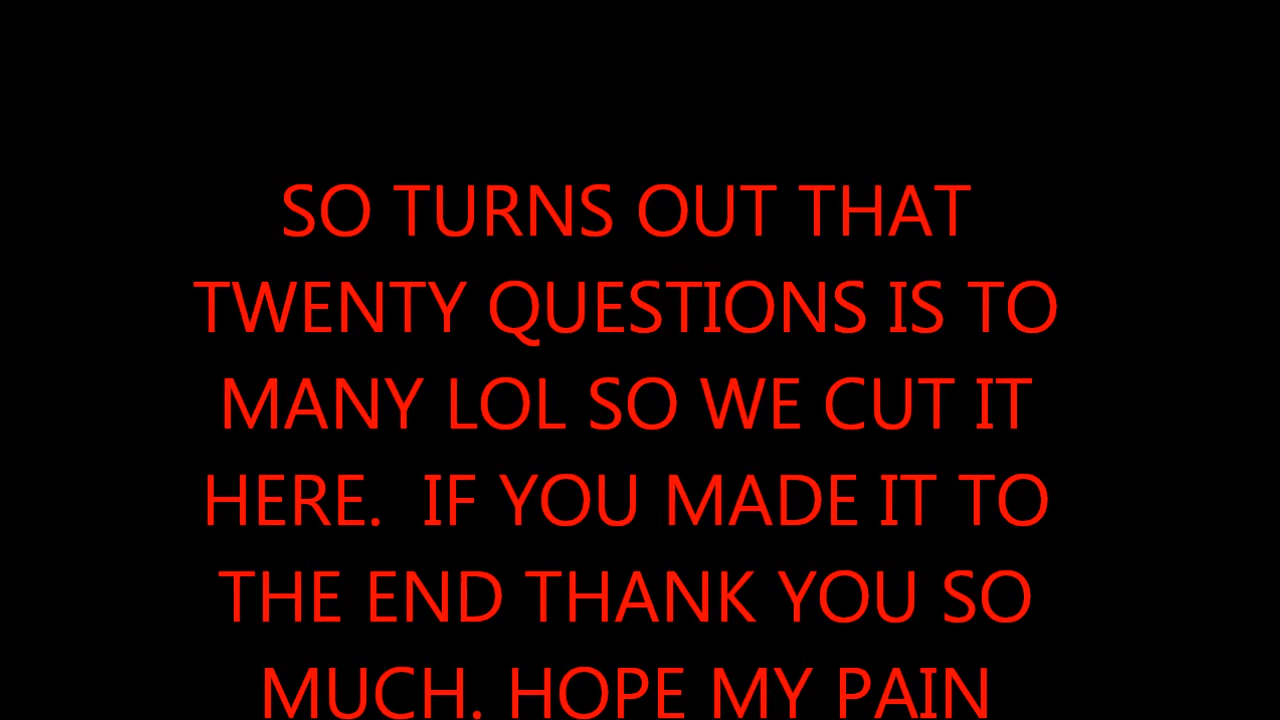 SO TURNS OUT THAT
TWENTY QUESTIONS IS TO
MANY LOL SO WE CUT IT
HERE.  IF YOU MADE IT TO
THE END THANK YOU SO
MUCH. HOPE MY PAIN